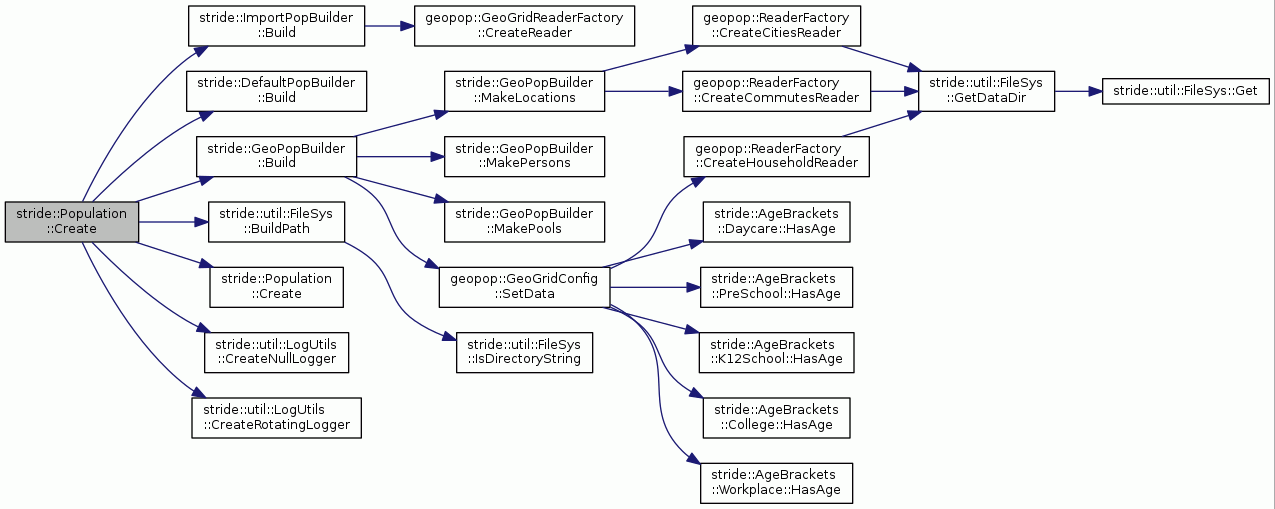 stride::ImportPopBuilder
::Build
geopop::GeoGridReaderFactory
::CreateReader
geopop::ReaderFactory
::CreateCitiesReader
stride::DefaultPopBuilder
::Build
stride::GeoPopBuilder
::MakeLocations
geopop::ReaderFactory
::CreateCommutesReader
stride::util::FileSys
::GetDataDir
stride::util::FileSys::Get
stride::GeoPopBuilder
::Build
stride::GeoPopBuilder
::MakePersons
geopop::ReaderFactory
::CreateHouseholdReader
stride::Population
::Create
stride::util::FileSys
::BuildPath
stride::GeoPopBuilder
::MakePools
stride::AgeBrackets
::Daycare::HasAge
stride::Population
::Create
geopop::GeoGridConfig
::SetData
stride::AgeBrackets
::PreSchool::HasAge
stride::util::LogUtils
::CreateNullLogger
stride::util::FileSys
::IsDirectoryString
stride::AgeBrackets
::K12School::HasAge
stride::util::LogUtils
::CreateRotatingLogger
stride::AgeBrackets
::College::HasAge
stride::AgeBrackets
::Workplace::HasAge